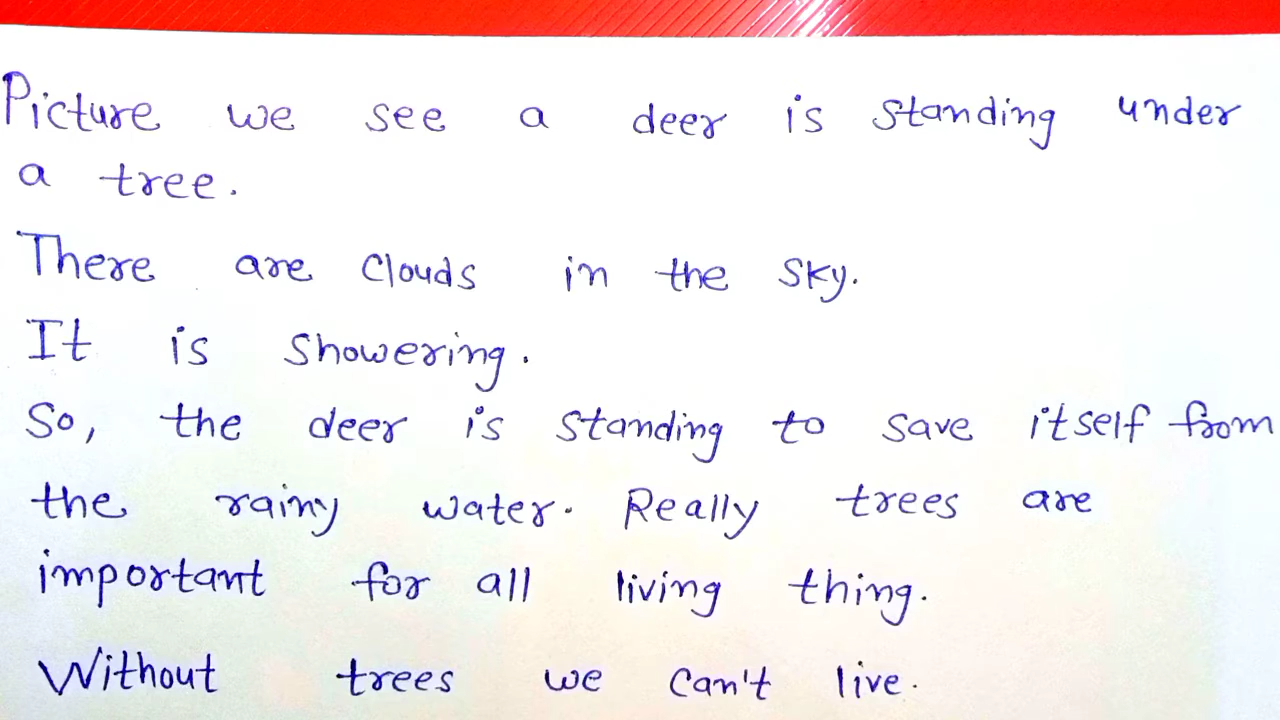 Picture we see a deer is standing under
a tree.
There are clouds in the sky.
It is showering.
So, the deer is standing to save itself from
the rainy water. Really trees are
important for all living thing.
Without trees we can't live.